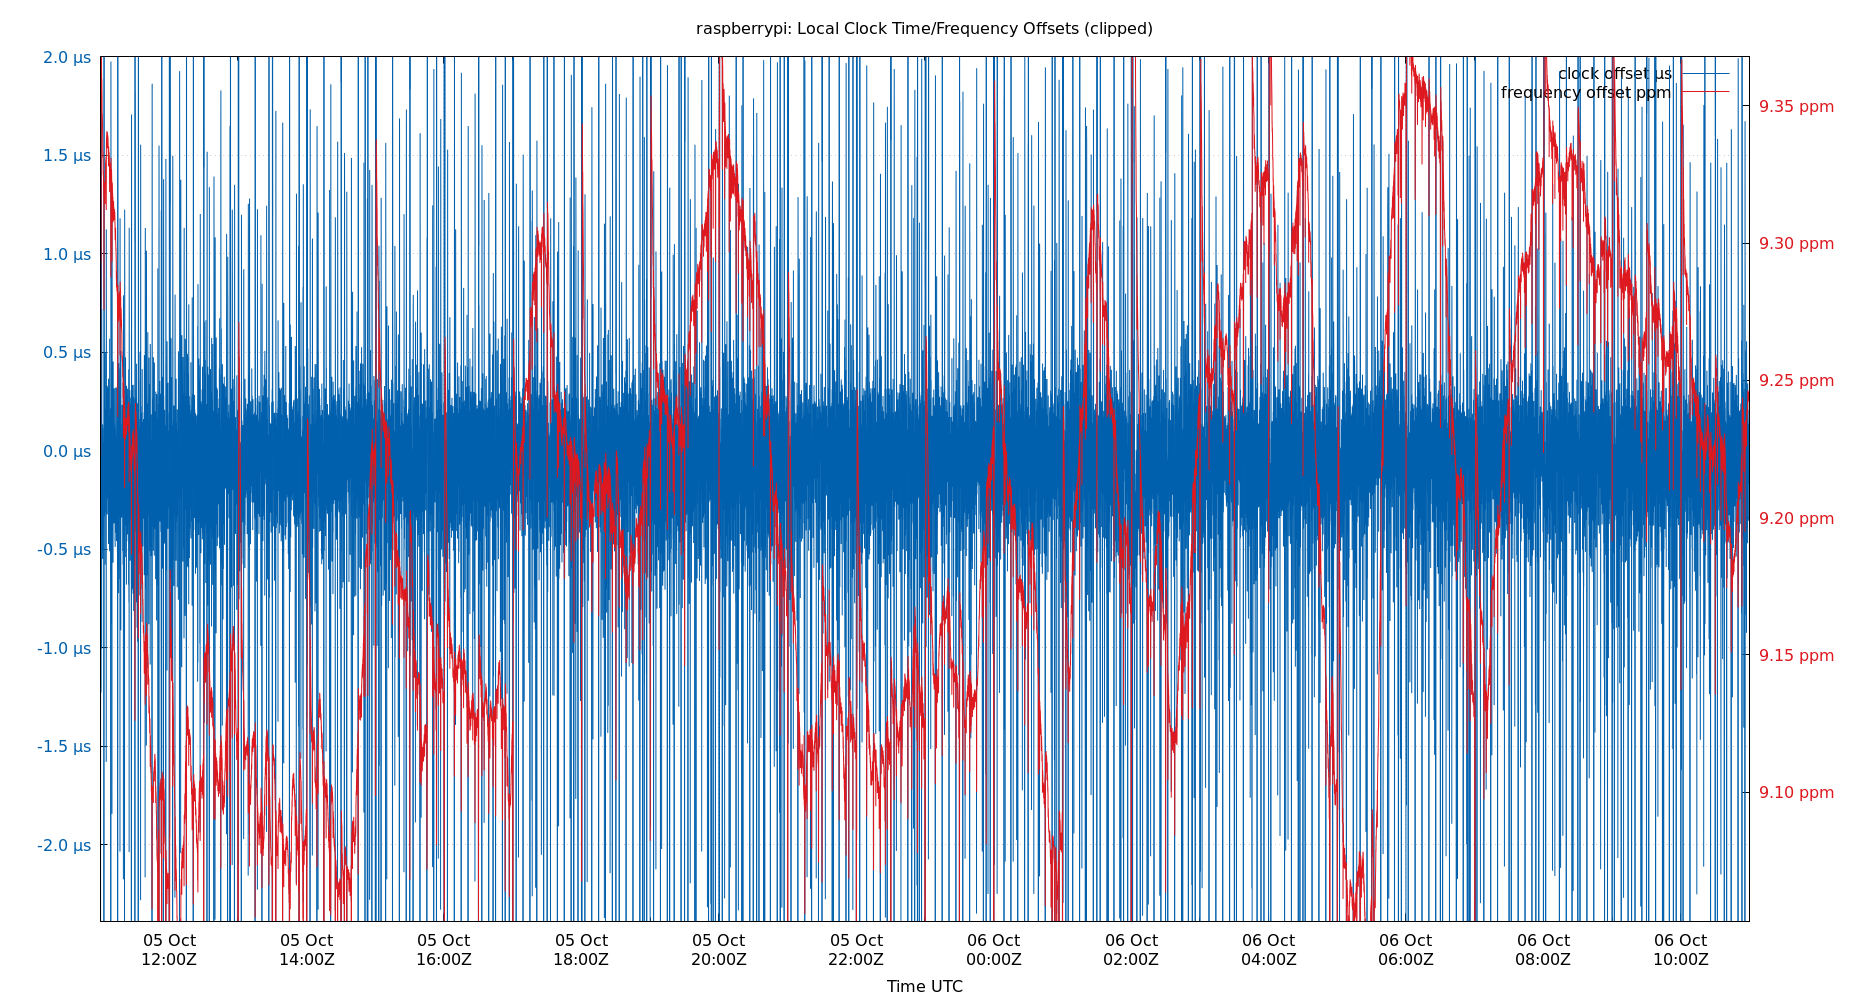 raspberrypi: Local Clock Time/Frequency Offsets (clipped)
2.0 µs
1.5 µs
1.0 µs
0.5 µs
0.0 µs
-0.5 µs
-1.0 µs
-1.5 µs
-2.0 µs
clock offset µs
frequency offset ppm
9.35 ppm
9.30 ppm
9.25 ppm
9.20 ppm
9.15 ppm
9.10 ppm
05 Oct 05 Oct 05 Oct 05 Oct 05 Oct 05 Oct 06 Oct 06 Oct 06 Oct 06 Oct 06 Oct 06 Oct
12:00Z 14:00Z 16:00Z 18:00Z 20:00Z 22:00Z 00:00Z 02:00Z 04:00Z 06:00Z 08:00Z 10:00Z
Time UTC